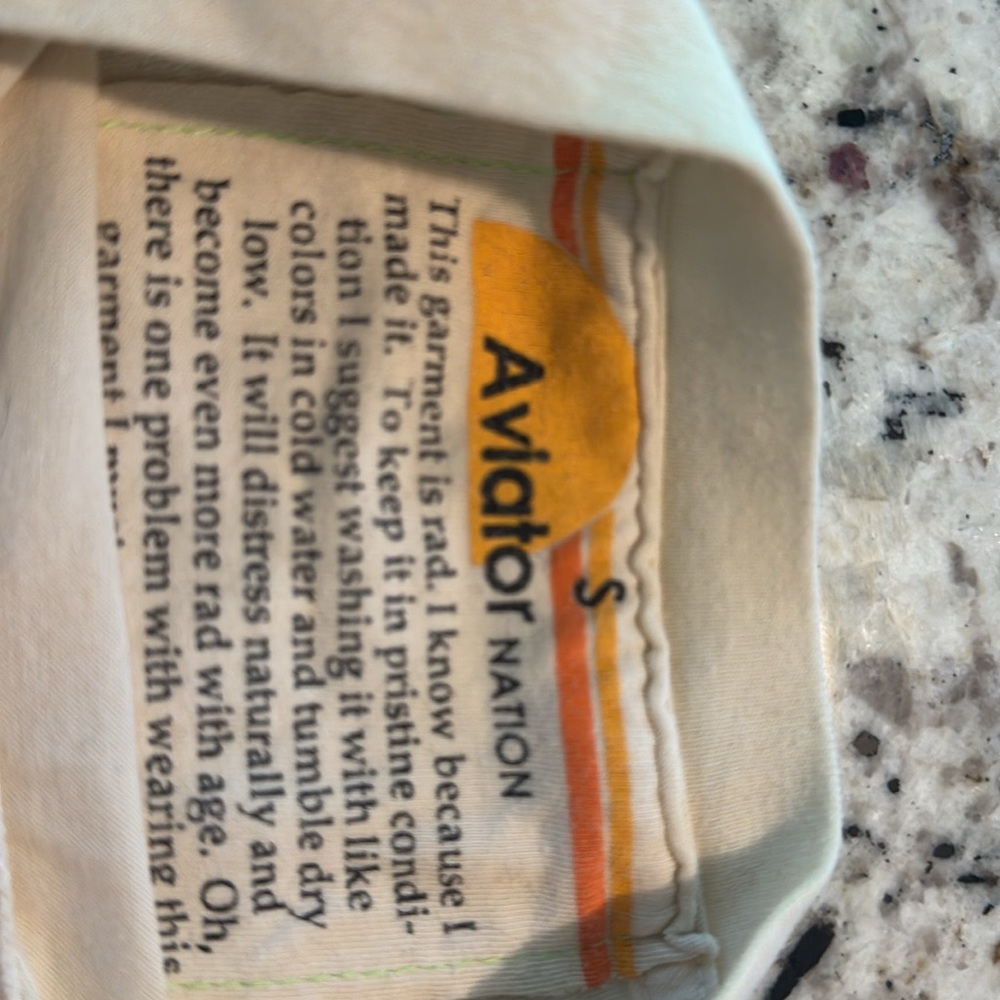 S
Aviator NATION
This garment is rad. I know because I
made it. To keep it in pristine condi-
tion I suggest washing it with like
colors in cold water and tumble dry
low. It will distress naturally and
become even more rad with age. Oh,
there is one problem with wearing this
garment I